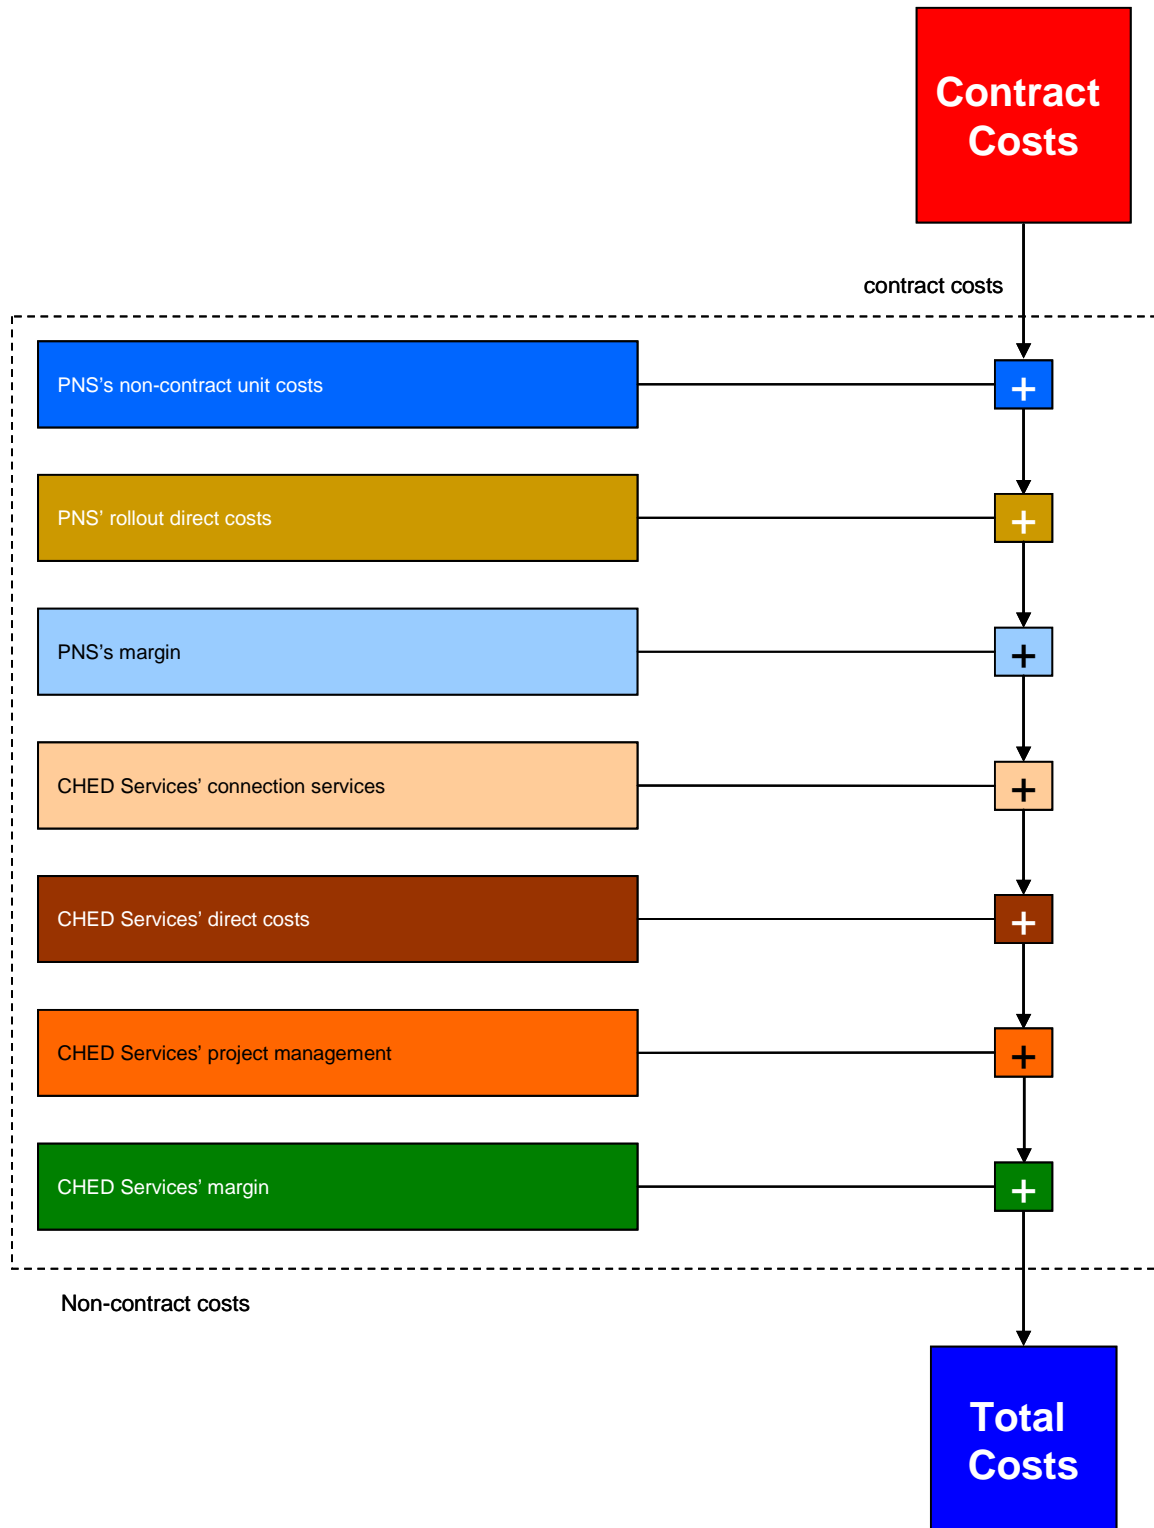 Contract
Costs
contract costs
PNS’s non-contract unit costs
+
PNS’ rollout direct costs
+
PNS’s margin
+
CHED Services’ connection services
+
CHED Services’ direct costs
+
CHED Services’ project management
+
CHED Services’ margin
+
Non-contract costs
Total
Costs